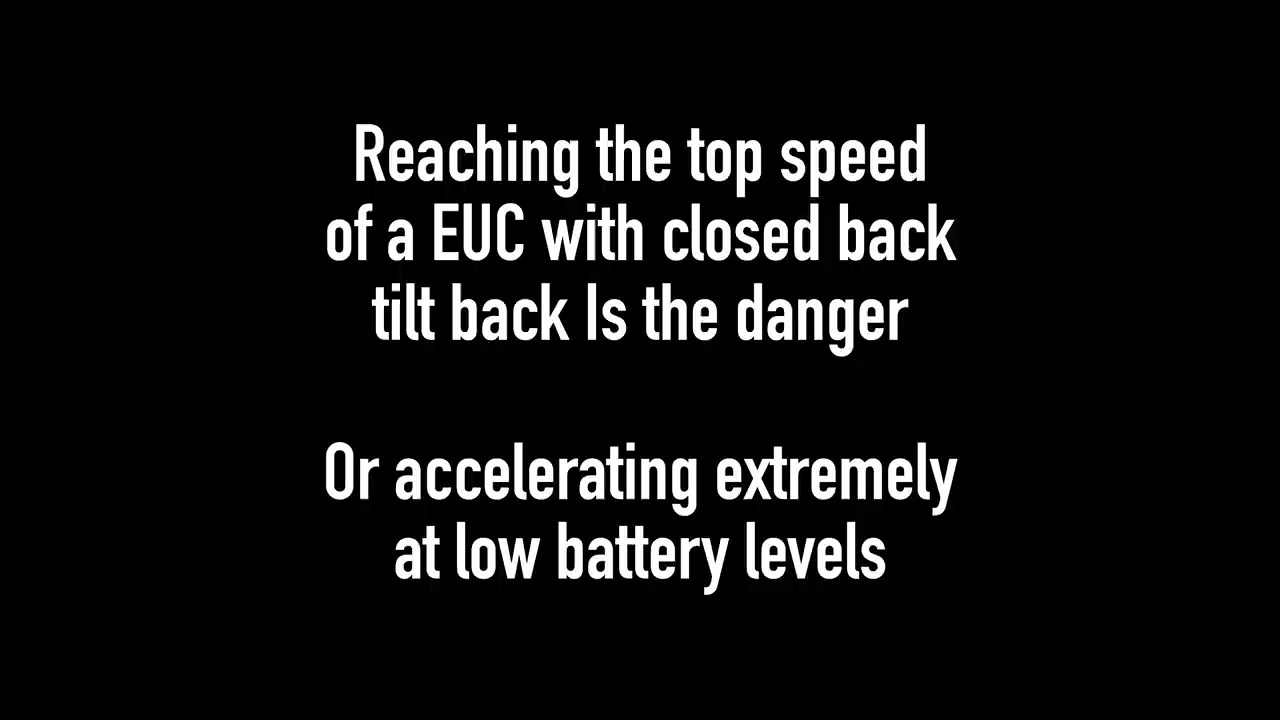 Reaching the top speed
of a EUC with closed back
tilt back Is the danger
Or accelerating extremely
at low battery levels